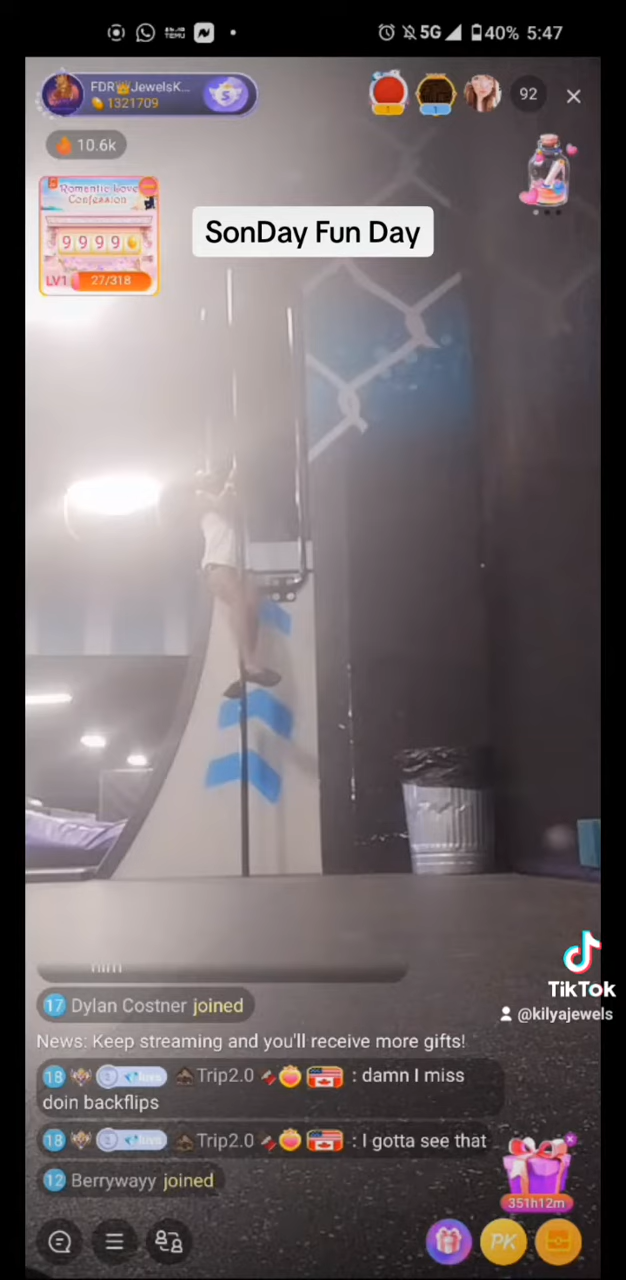 5G 40% 5:47
FDR👑JewelsK...
1321709
S
92
10.6k
Romantic Love
Confession
9999
LV1 27/318
SonDay Fun Day
TikTok
@kilyajewels
17 Dylan Costner joined
News: Keep streaming and you'll receive more gifts!
18 Trip2.0 : damn I miss
doin backflips
18 Trip2.0 : I gotta see that
12 Berrywayy joined
351h12m
PK